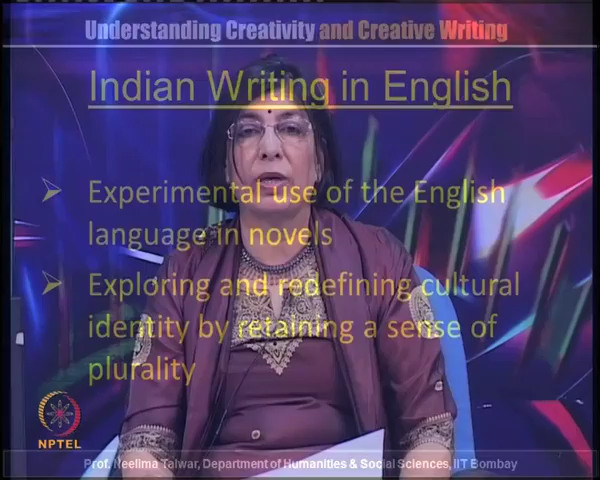 Understanding Creativity and Creative Writing
Indian Writing in English
Experimental use of the English
language in novels
Exploring and redefining cultural
identity by retaining a sense of
plurality
NPTEL
Prof. Neelima Talwar, Department of Humanities & Social Sciences, IIT Bombay